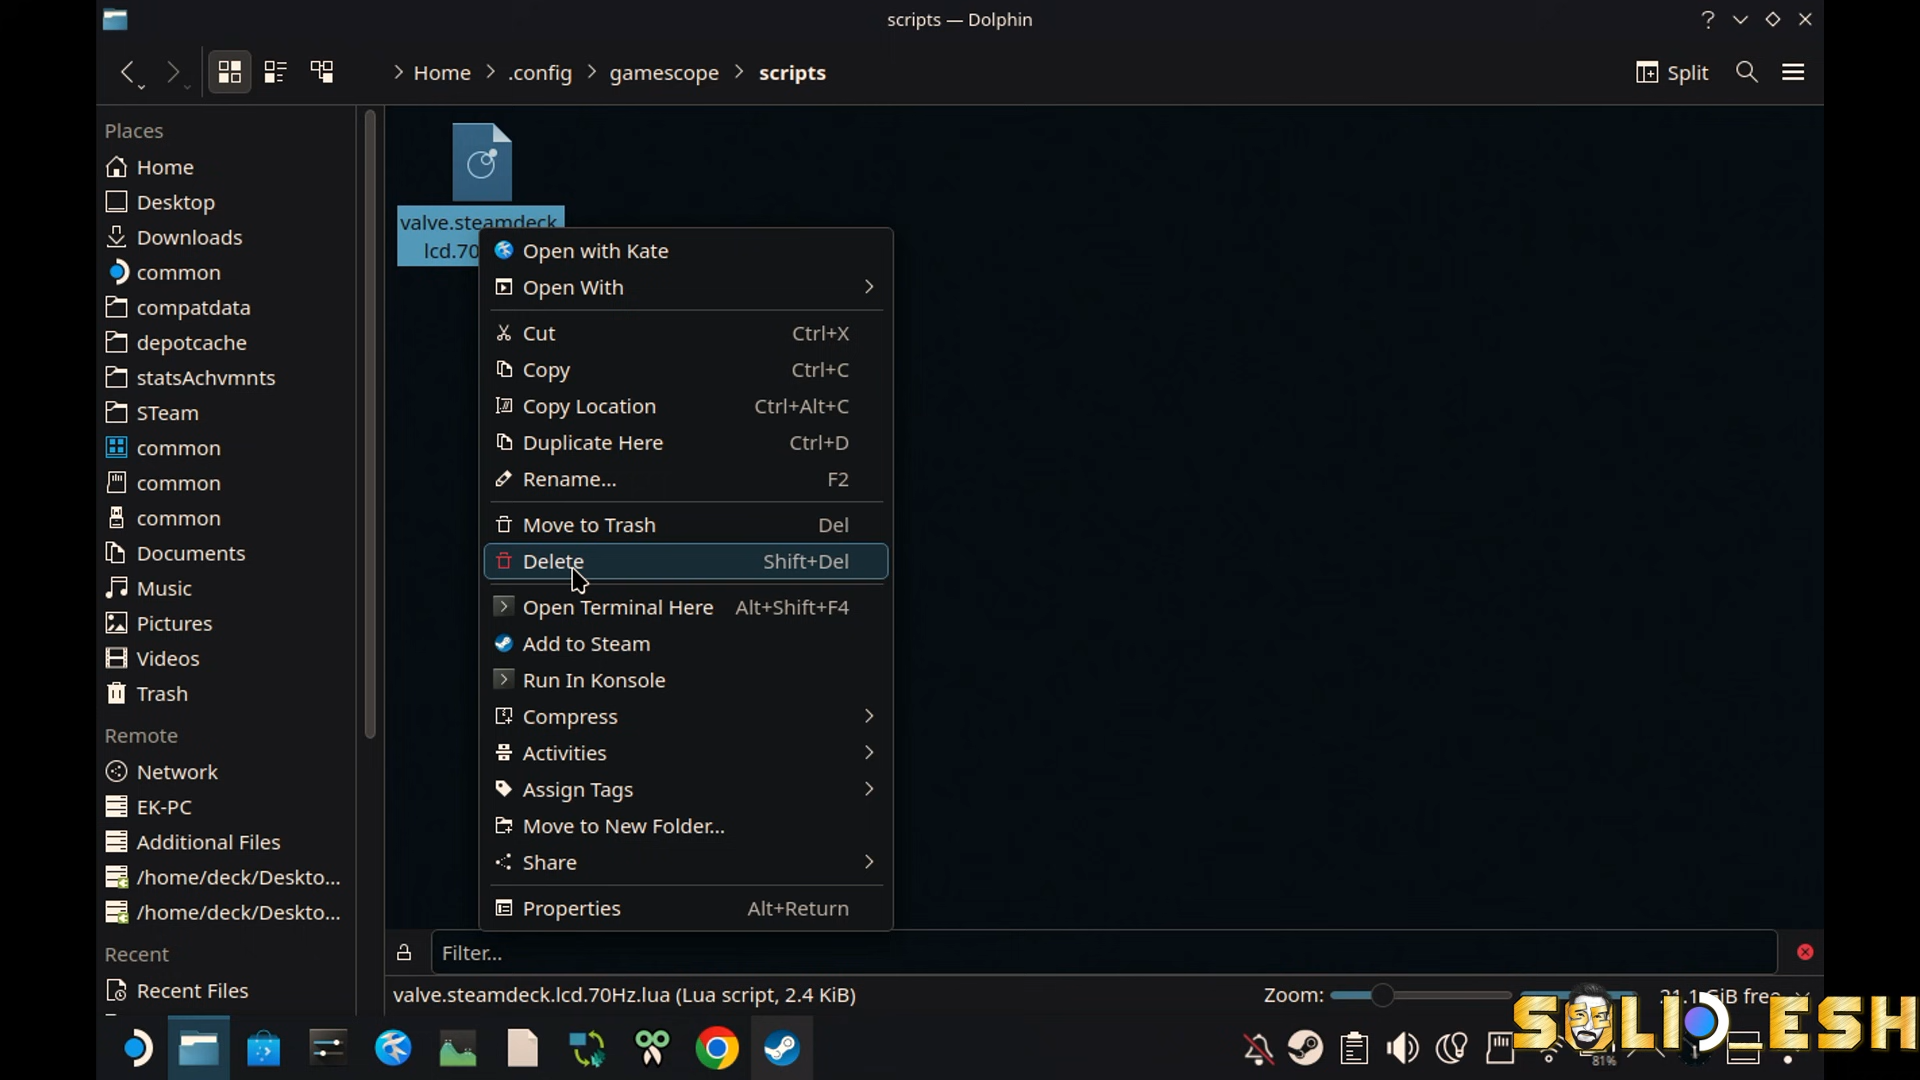 scripts — Dolphin
Home
.config
gamescope
scripts
Split
Places
Home
Desktop
Downloads
common
compatdata
depotcache
statsAchvmnts
STeam
common
common
common
Documents
Music
Pictures
Videos
Trash
Remote
Network
EK-PC
Additional Files
/home/deck/Deskto...
/home/deck/Deskto...
Recent
Recent Files
valve.steamdeck.
lcd.70
Open with Kate
Open With
Cut Ctrl+X
Copy Ctrl+C
Copy Location Ctrl+Alt+C
Duplicate Here Ctrl+D
Rename... F2
Move to Trash Del
Delete Shift+Del
Open Terminal Here Alt+Shift+F4
Add to Steam
Run In Konsole
Compress
Activities
Assign Tags
Move to New Folder...
Share
Properties Alt+Return
Filter...
valve.steamdeck.lcd.70Hz.lua (Lua script, 2.4 KiB)
Zoom:
GiB free
81%
SOLID_ESH